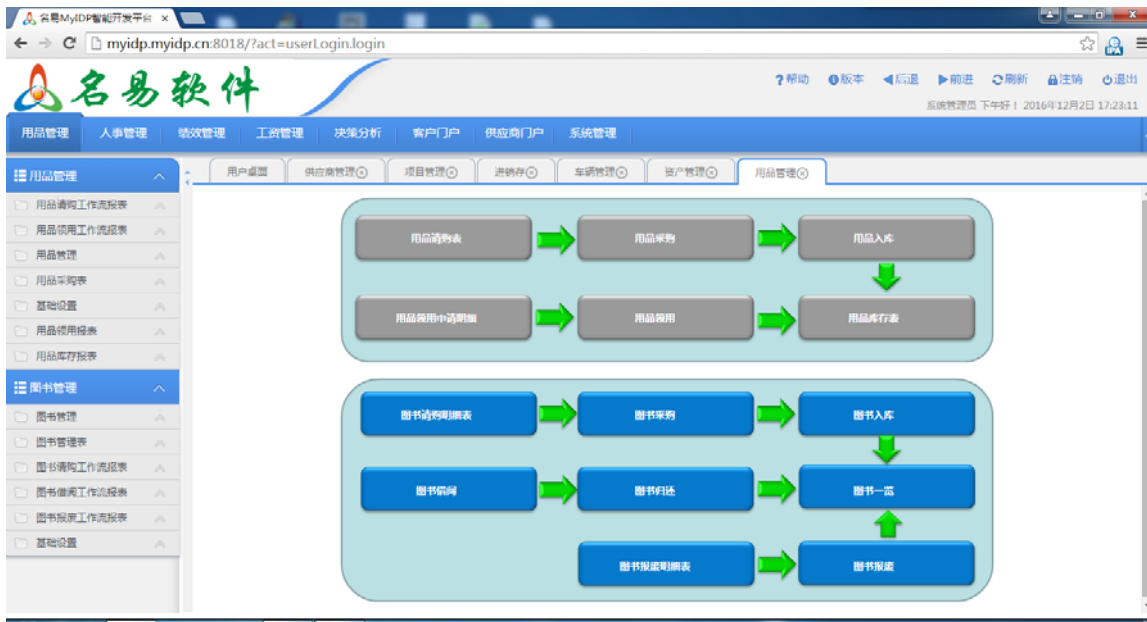 名易MyIDP智能开发平台 ×
myidp.myidp.cn:8018/?act=userLogin.login
名易软件
?帮助 版本 后退 前进 刷新 注销 退出
系统管理员 下午好！ 2016年12月2日 17:23:11
用品管理 人事管理 绩效管理 工资管理 决策分析 客户门户 供应商门户 系统管理
用品管理
用户桌面 供应商管理 项目管理 进销存 车辆管理 资产管理 用品管理
用品请购工作流报表
用品领用工作流报表
用品管理
用品采购表
基础设置
用品领用报表
用品库存报表
图书管理
图书管理
图书管理表
图书请购工作流报表
图书借阅工作流报表
图书报废工作流报表
基础设置
用品请购表 用品采购 用品入库
用品领用申请明细 用品领用 用品库存表
图书请购明细表 图书采购 图书入库
图书借阅 图书归还 图书一览
图书报废明细表 图书报废